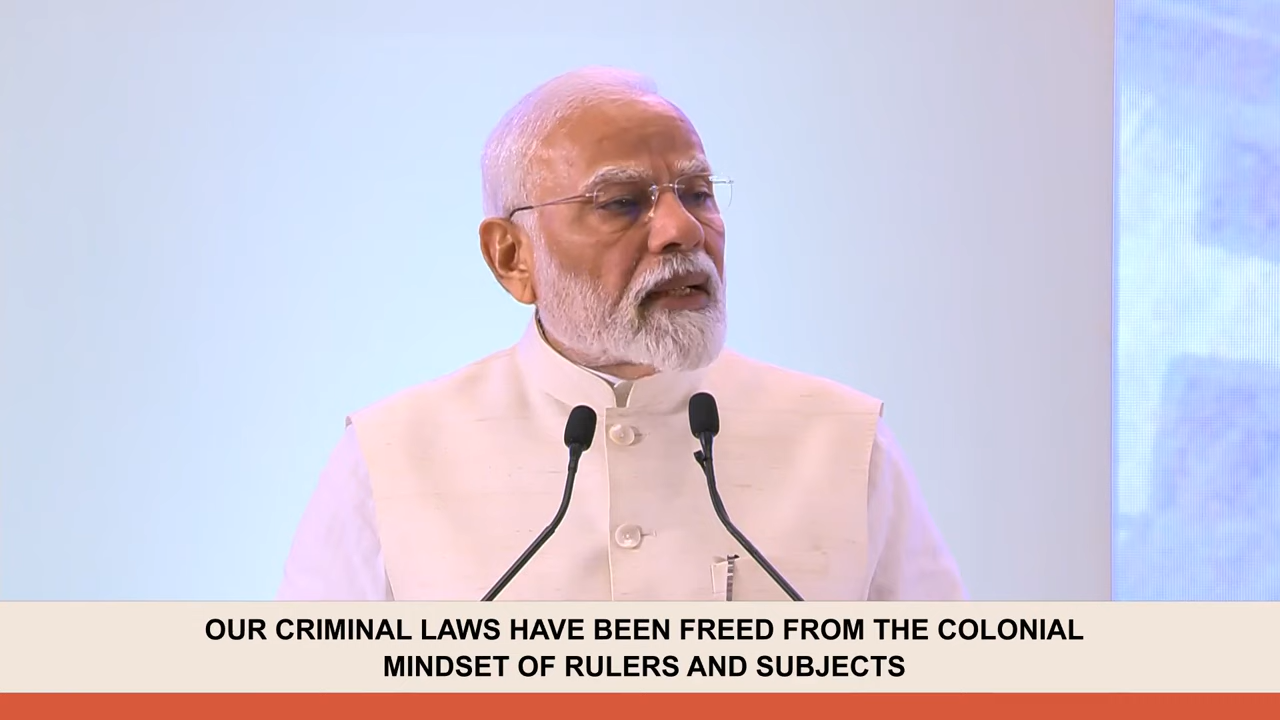 OUR CRIMINAL LAWS HAVE BEEN FREED FROM THE COLONIAL
MINDSET OF RULERS AND SUBJECTS